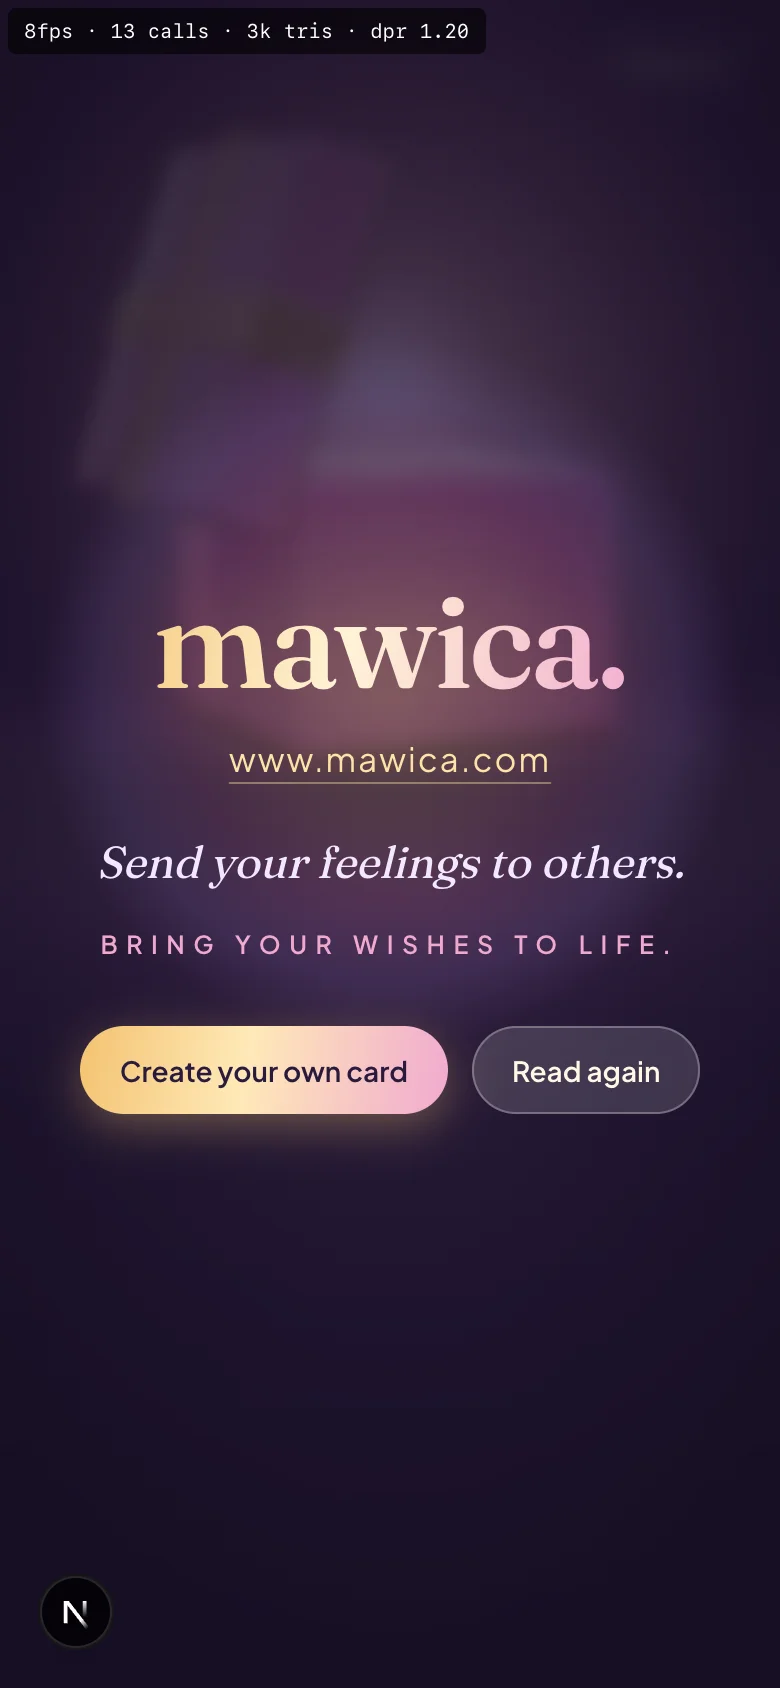 8fps · 13 calls · 3k tris · dpr 1.20
mawica.
www.mawica.com
Send your feelings to others.
BRING YOUR WISHES TO LIFE.
Create your own card
Read again
N